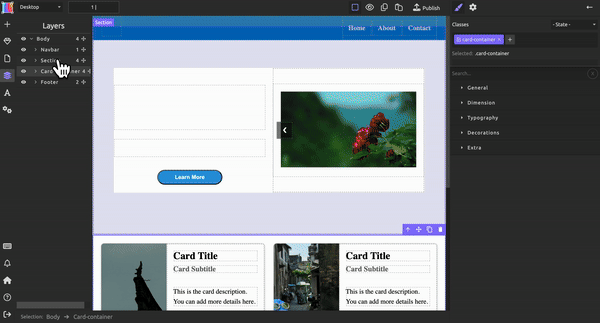 Desktop
1 |
Publish
Layers
Body 4
Navbar 1
Secti 4
Card ontainer 4
Footer 2
Section
Home About Contact
Learn More
Card Title
Card Subtitle
This is the card description.
You can add more details here.
Card Title
Card Subtitle
This is the card description.
You can add more details here.
Classes
- State -
card-container ×
+
Selected: .card-container
Search...
General
Dimension
Typography
Decorations
Extra
Selection: Body → Card-container